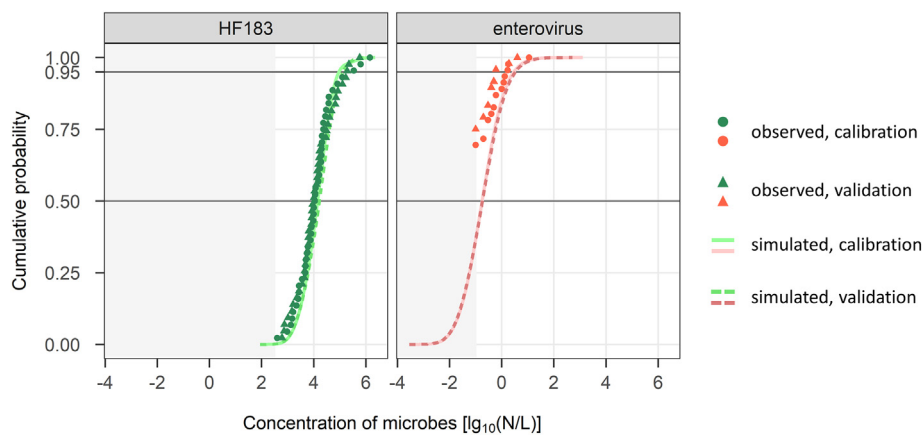 HF183 enterovirus
1.00
0.95
0.75
0.50
0.25
0.00
Cumulative probability
-4 -2 0 2 4 6 -4 -2 0 2 4 6
Concentration of microbes [lg10(N/L)]
observed, calibration
observed, validation
simulated, calibration
simulated, validation